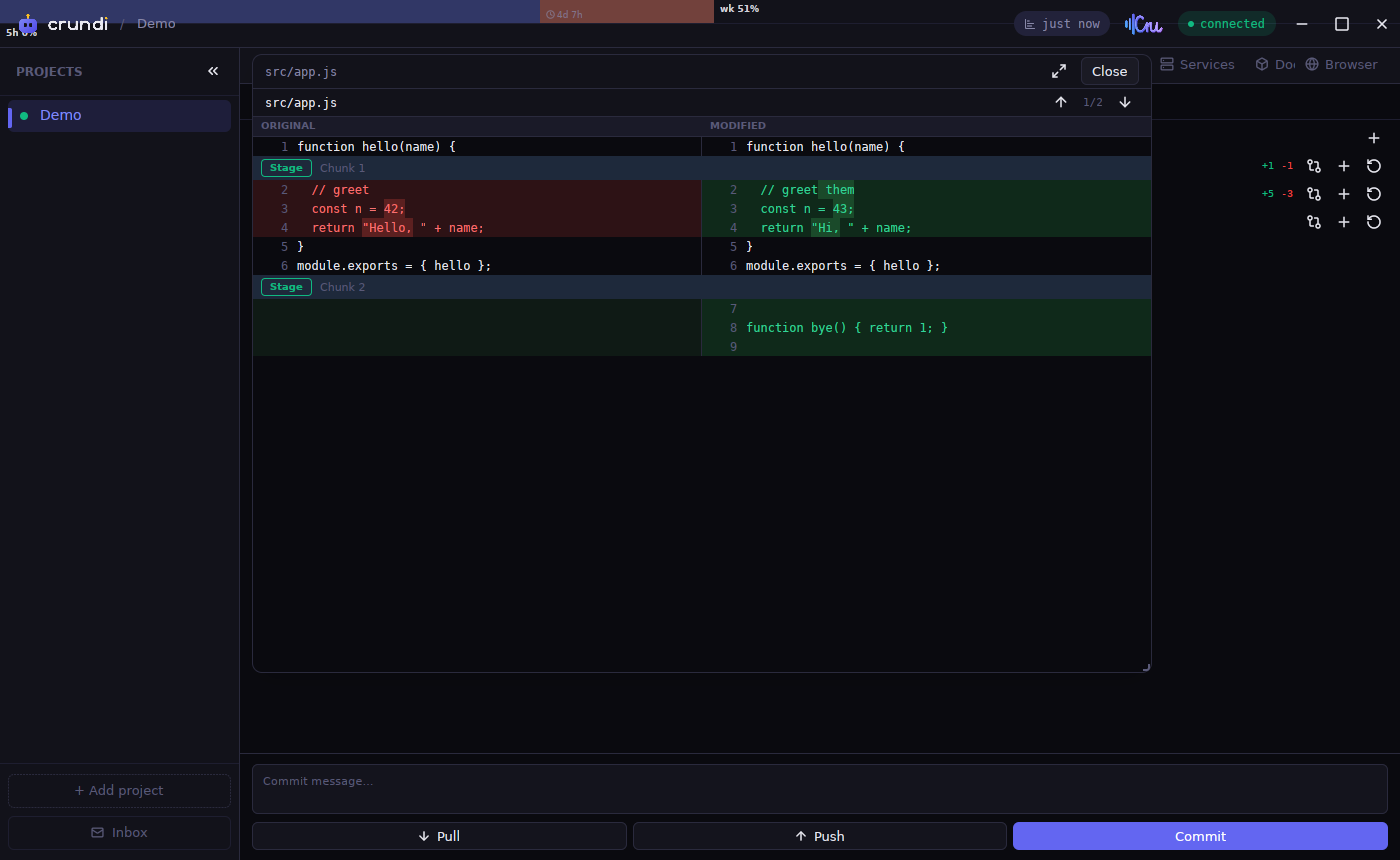 4d 7h
wk 51%
crundi / Demo
just now
Cru
connected
PROJECTS
Demo
+ Add project
Inbox
src/app.js
Close
Services
Browser
src/app.js
1/2
ORIGINAL
MODIFIED
1 function hello(name) {
1 function hello(name) {
Stage Chunk 1
2 // greet
2 // greet them
3 const n = 42;
3 const n = 43;
4 return "Hello, " + name;
4 return "Hi, " + name;
5 }
5 }
6 module.exports = { hello };
6 module.exports = { hello };
Stage Chunk 2
7
8 function bye() { return 1; }
9
+1 -1
+5 -3
Commit message...
Pull
Push
Commit